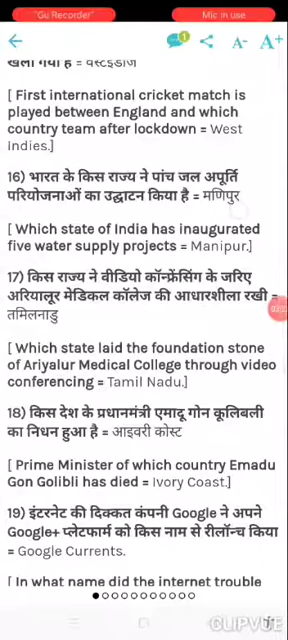 "Gu Recorder"
Mic in use
1
A-
A+
[ First international cricket match is
played between England and which
country team after lockdown = West
Indies.]
16) भारत के किस राज्य ने पांच जल अपूर्ति
परियोजनाओं का उद्घाटन किया है = मणिपुर
[ Which state of India has inaugurated
five water supply projects = Manipur.]
17) किस राज्य ने वीडियो कॉन्फ्रेंसिंग के जरिए
अरियालूर मेडिकल कॉलेज की आधारशीला रखी =
तमिलनाडु
[ Which state laid the foundation stone
of Ariyalur Medical College through video
conferencing = Tamil Nadu.]
18) किस देश के प्रधानमंत्री एमादू गोन कूलिबली
का निधन हुआ है = आइवरी कोस्ट
[ Prime Minister of which country Emadu
Gon Golibli has died = Ivory Coast.]
19) इंटरनेट की दिक्कत कंपनी Google ने अपने
Google+ प्लेटफार्म को किस नाम से रीलॉन्च किया
= Google Currents.
[ In what name did the internet trouble